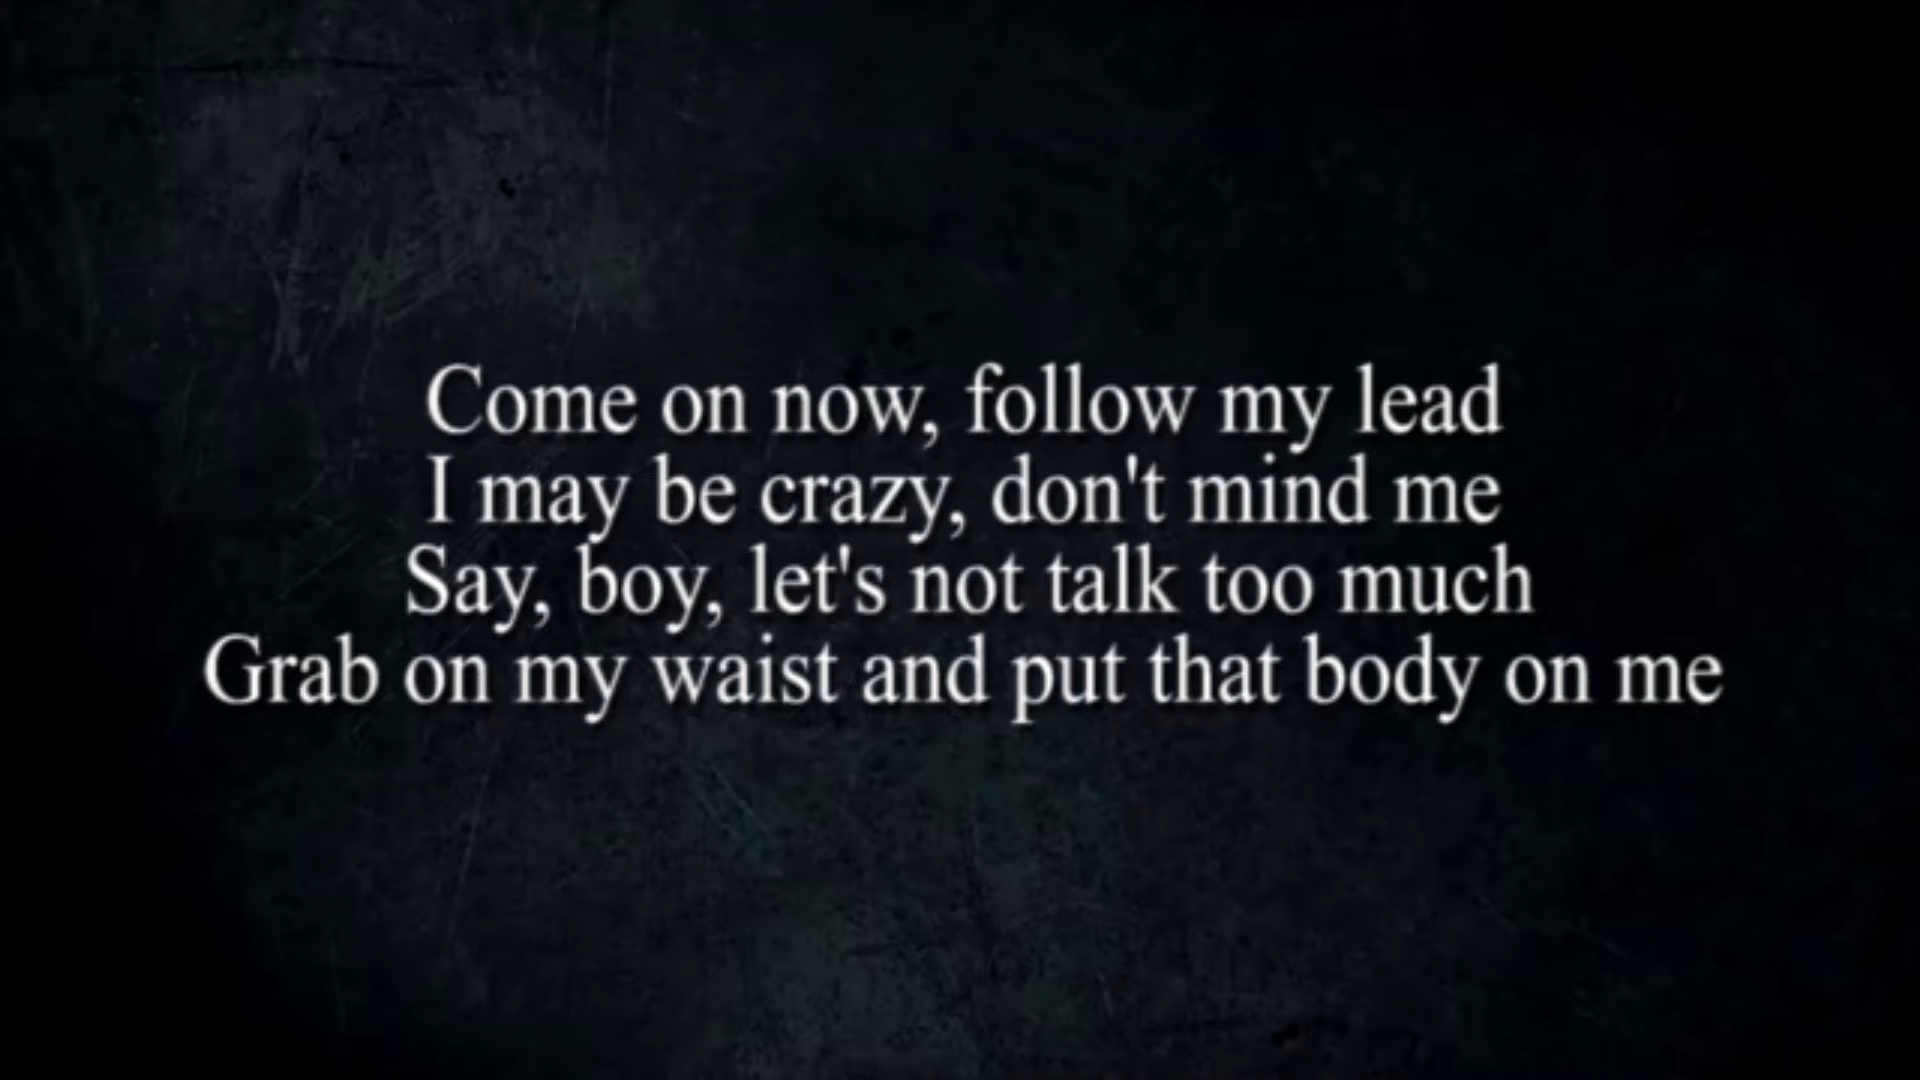 Come on now, follow my lead
I may be crazy, don't mind me
Say, boy, let's not talk too much
Grab on my waist and put that body on me